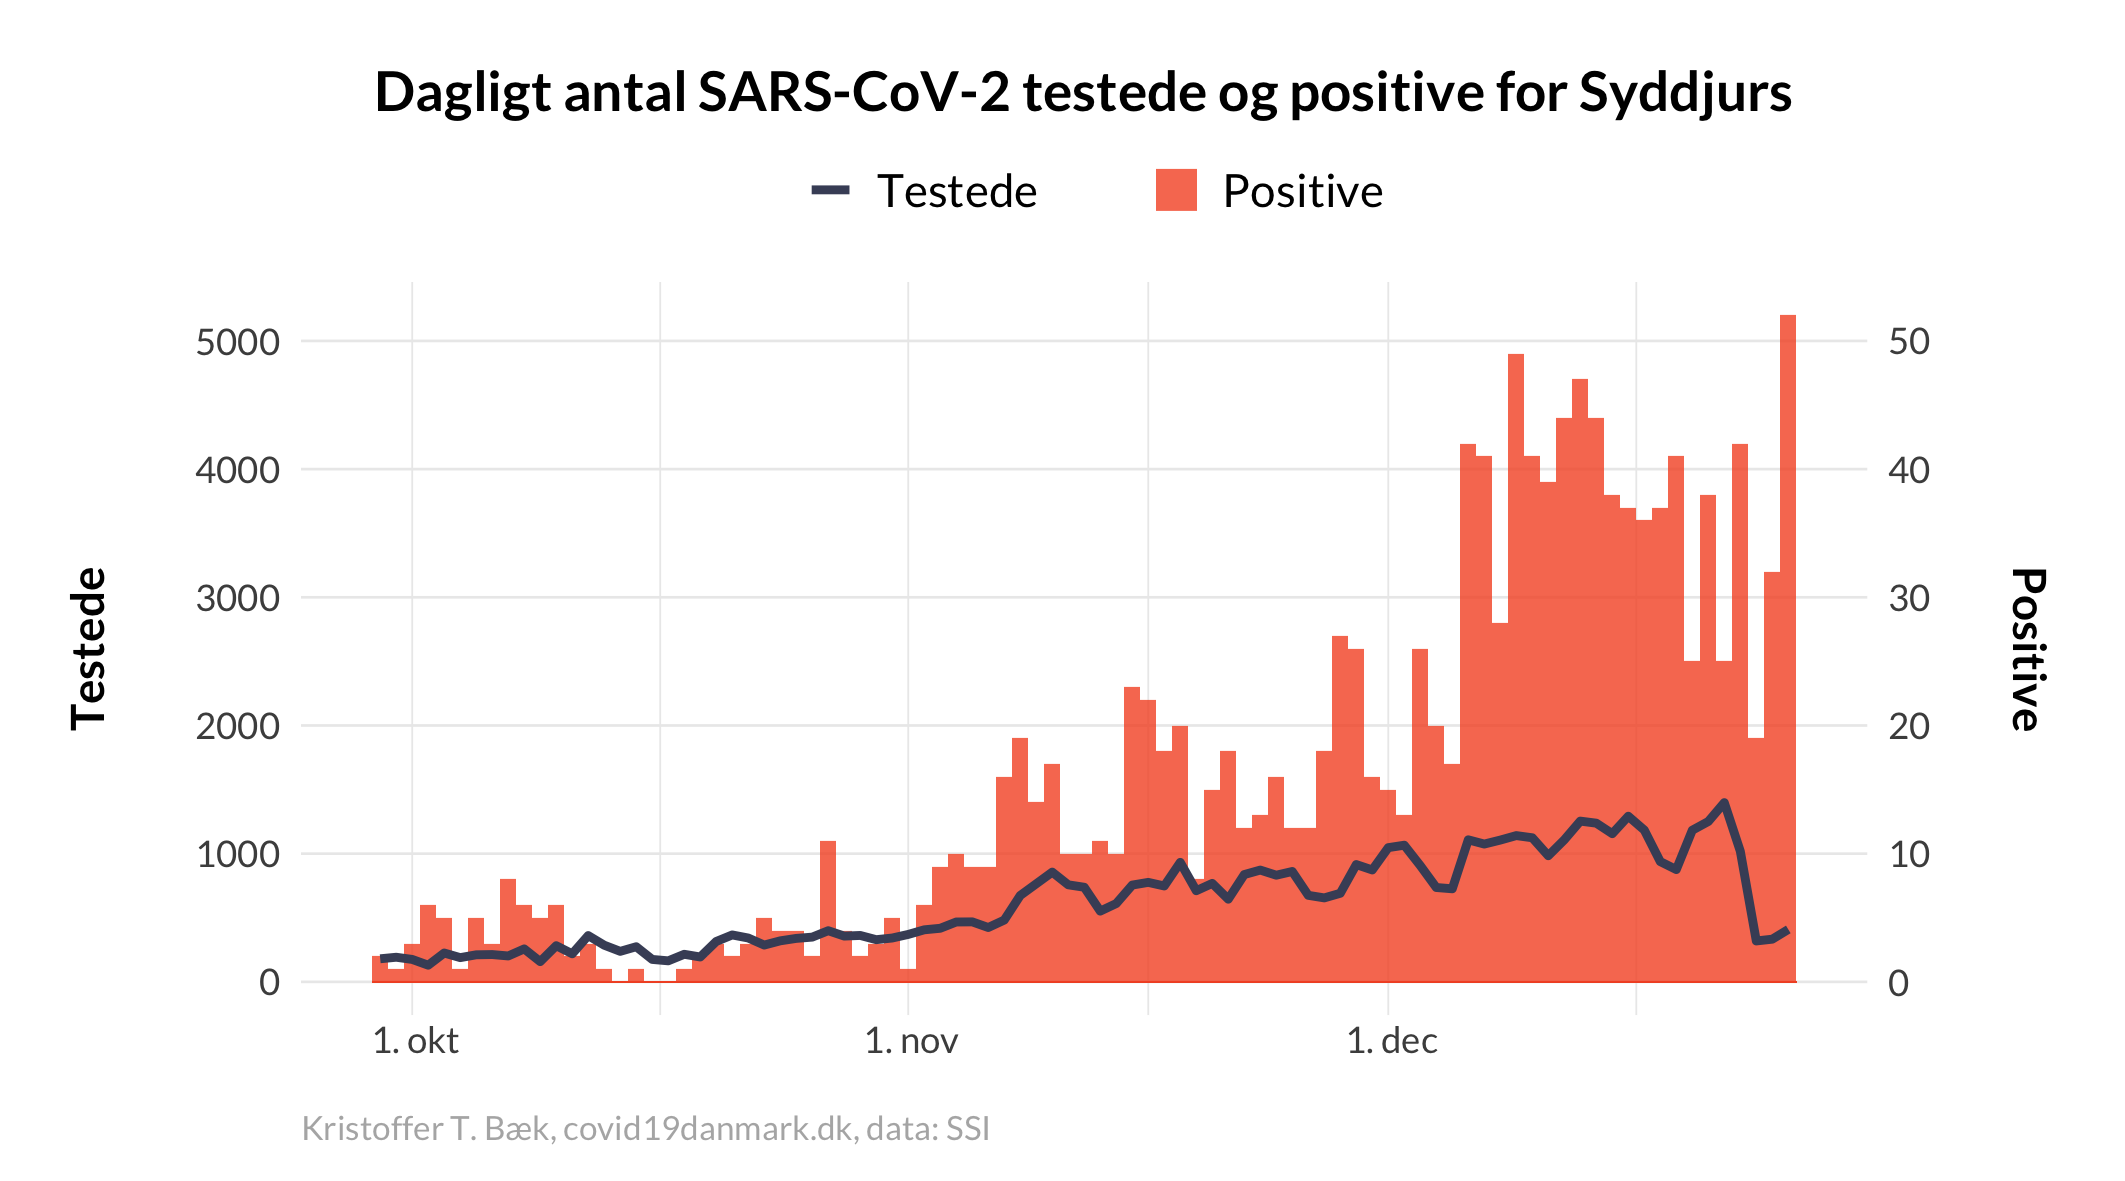 Dagligt antal SARS-CoV-2 testede og positive for Syddjurs
Testede Positive
5000 50
4000 40
3000 30
2000 20
1000 10
0 0
Testede
Positive
1. okt 1. nov 1. dec
Kristoffer T. Bæk, covid19danmark.dk, data: SSI